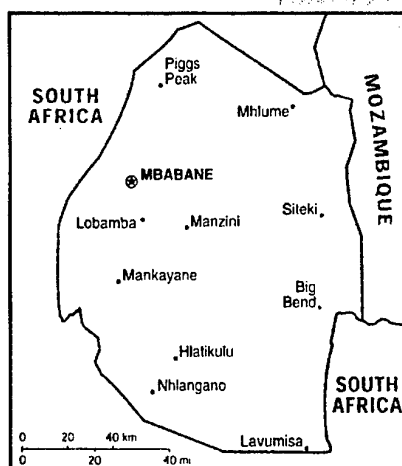 Piggs
Peak
SOUTH
AFRICA
Mhlume
MOZAMBIQUE
MBABANE
Lobamba
Manzini
Siteki
Mankayane
Big
Bend
Hlatikulu
Nhlangano
SOUTH
AFRICA
Lavumisa
0 20 40 km
0 20 40 mi